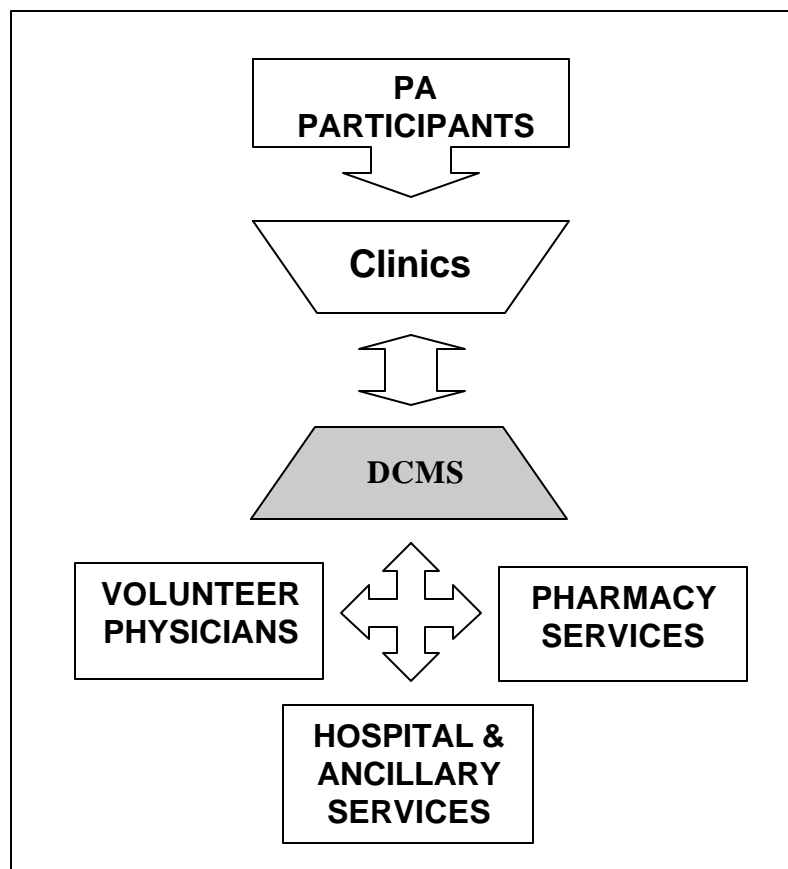 PA
PARTICIPANTS
Clinics
DCMS
VOLUNTEER
PHYSICIANS
PHARMACY
SERVICES
HOSPITAL &
ANCILLARY
SERVICES